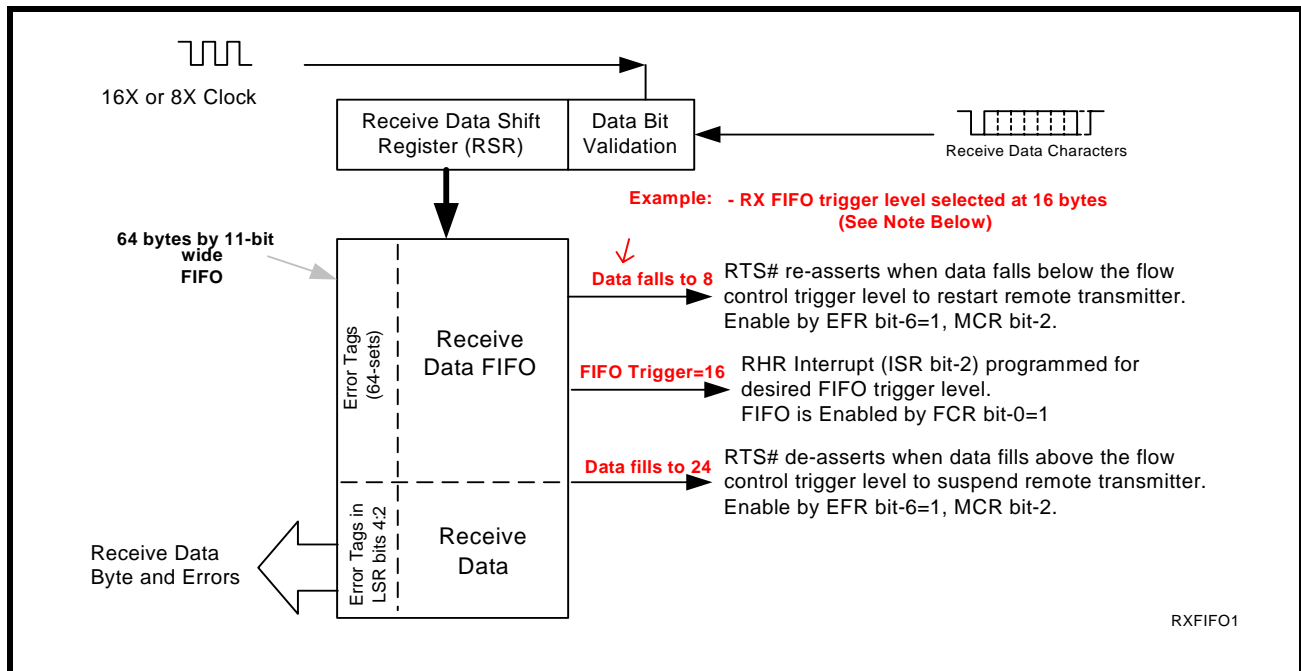 16X or 8X Clock
Receive Data Shift
Register (RSR)
Data Bit
Validation
Receive Data Characters
Example: - RX FIFO trigger level selected at 16 bytes
(See Note Below)
64 bytes by 11-bit
wide
FIFO
Error Tags
(64-sets)
Receive
Data FIFO
Data falls to 8
RTS# re-asserts when data falls below the flow
control trigger level to restart remote transmitter.
Enable by EFR bit-6=1, MCR bit-2.
FIFO Trigger=16
RHR Interrupt (ISR bit-2) programmed for
desired FIFO trigger level.
FIFO is Enabled by FCR bit-0=1
Data fills to 24
RTS# de-asserts when data fills above the flow
control trigger level to suspend remote transmitter.
Enable by EFR bit-6=1, MCR bit-2.
Error Tags in
LSR bits 4:2
Receive
Data
Receive Data
Byte and Errors
RXFIFO1